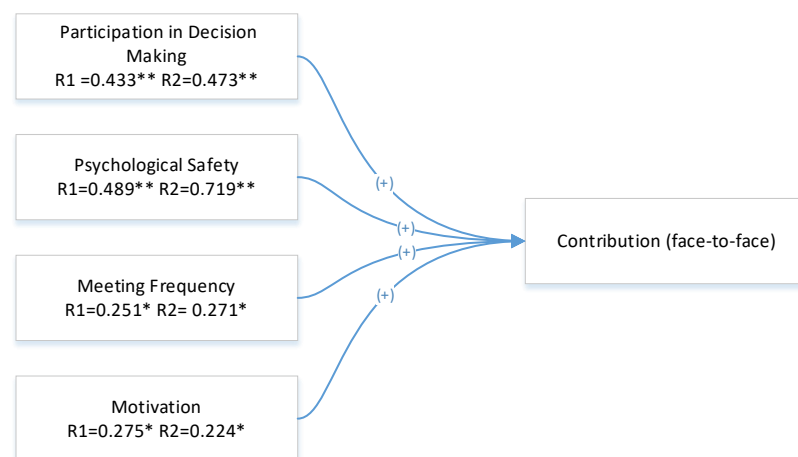 Participation in Decision
Making
R1 =0.433** R2=0.473**
(+)
Psychological Safety
R1=0.489** R2=0.719**
(+)
Contribution (face-to-face)
(+)
Meeting Frequency
R1=0.251* R2= 0.271*
(+)
Motivation
R1=0.275* R2=0.224*